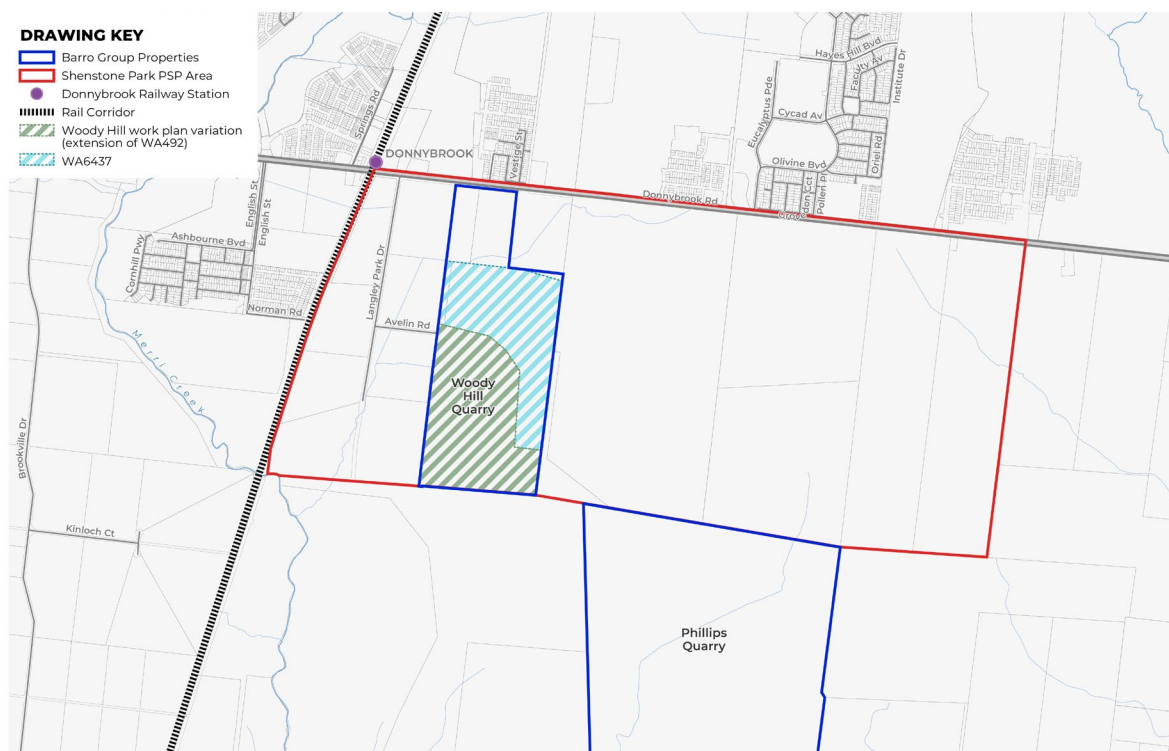 DRAWING KEY
Barro Group Properties
Shenstone Park PSP Area
Donnybrook Railway Station
Rail Corridor
Woody Hill work plan variation
(extension of WA492)
WA6437
Springs Rd
DONNYBROOK
Vestige St
Hayes Hill Bvd
Faculty Av
Institute Dr
Eucalyptus Pde
Cycad Av
Oriel Rd
Olivine Bvd
Pollen Pl
Donnybrook Rd
English St
English St
Ashbourne Bvd
Cornhill Pwy
Norman Rd
Langley Park Dr
Avelin Rd
Merri Creek
Woody
Hill
Quarry
Brookville Dr
Kinloch Ct
Phillips
Quarry